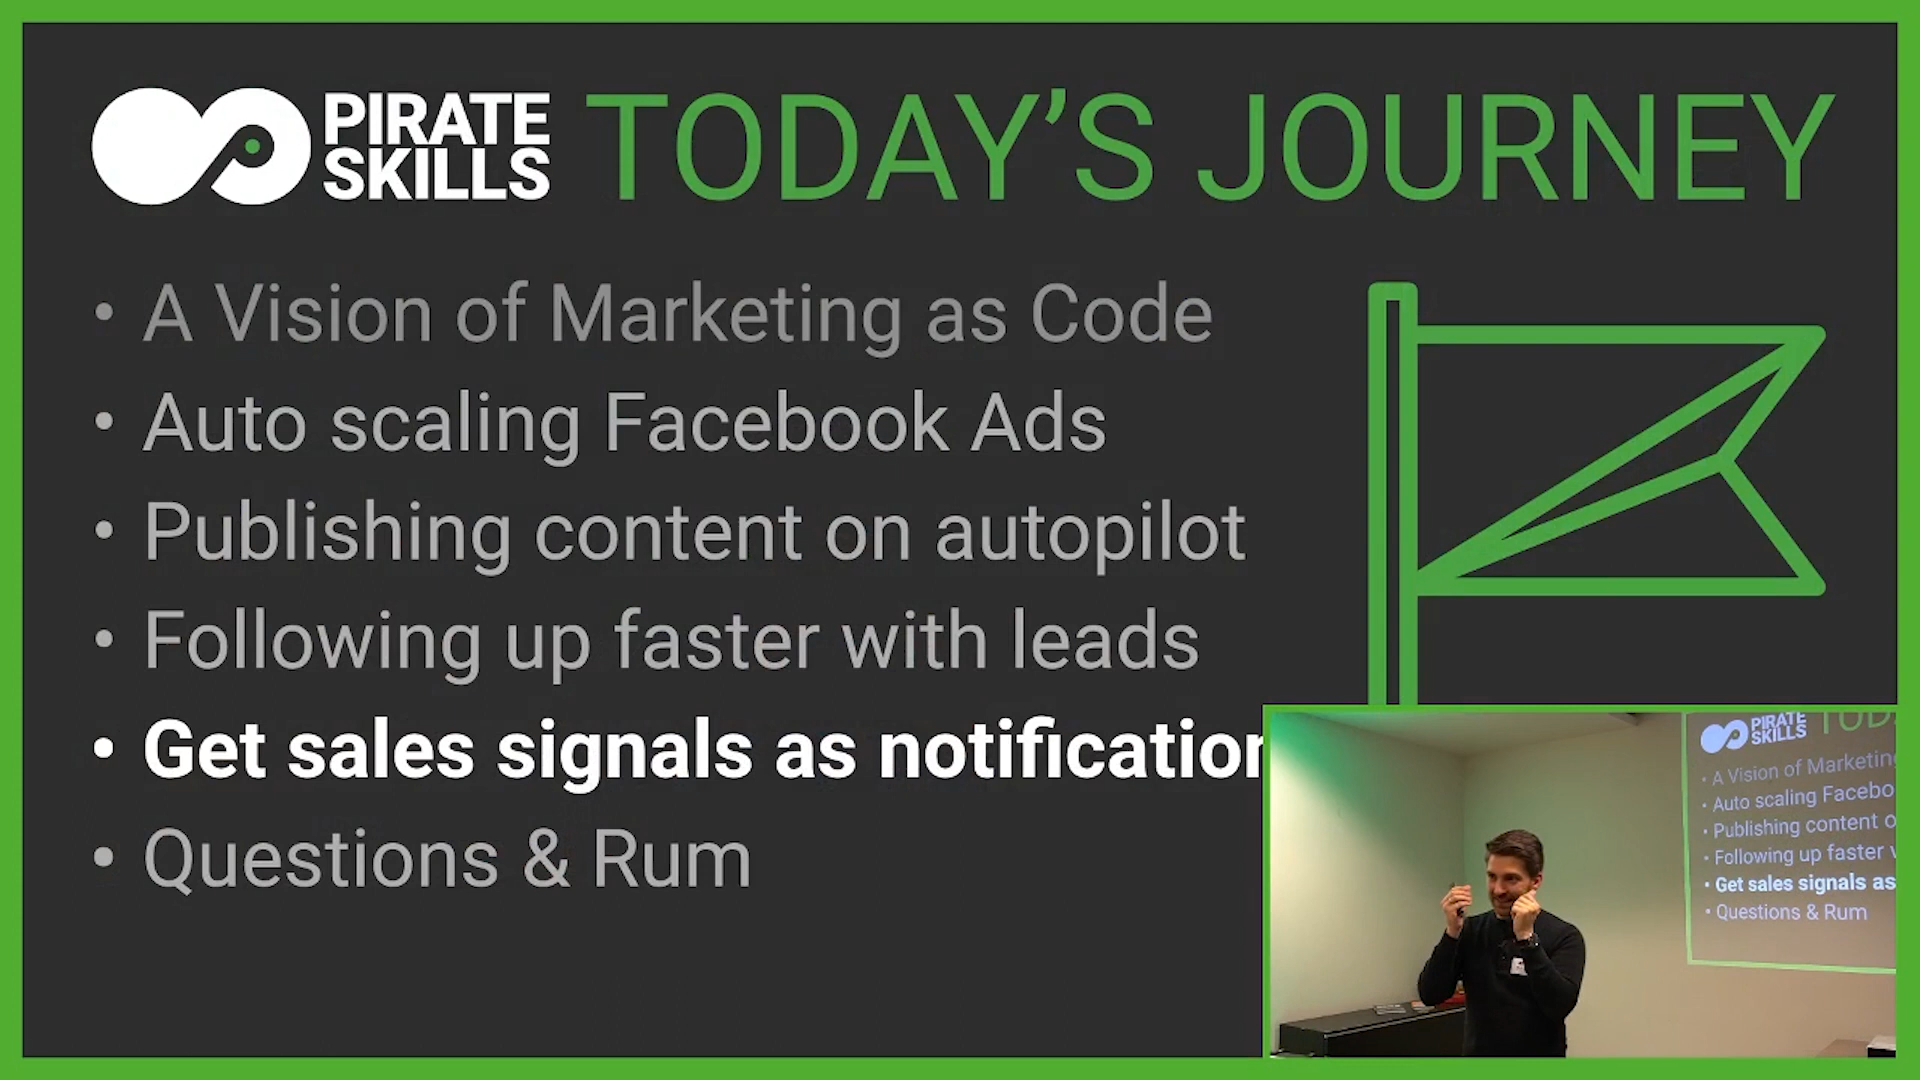 PIRATE
SKILLS
TODAY'S JOURNEY
• A Vision of Marketing as Code
• Auto scaling Facebook Ads
• Publishing content on autopilot
• Following up faster with leads
• Get sales signals as notification
• Questions & Rum
PIRATE
SKILLS
TOD
• A Vision of Marketing
• Auto scaling Facebo
• Publishing content o
• Following up faster
• Get sales signals as
• Questions & Rum